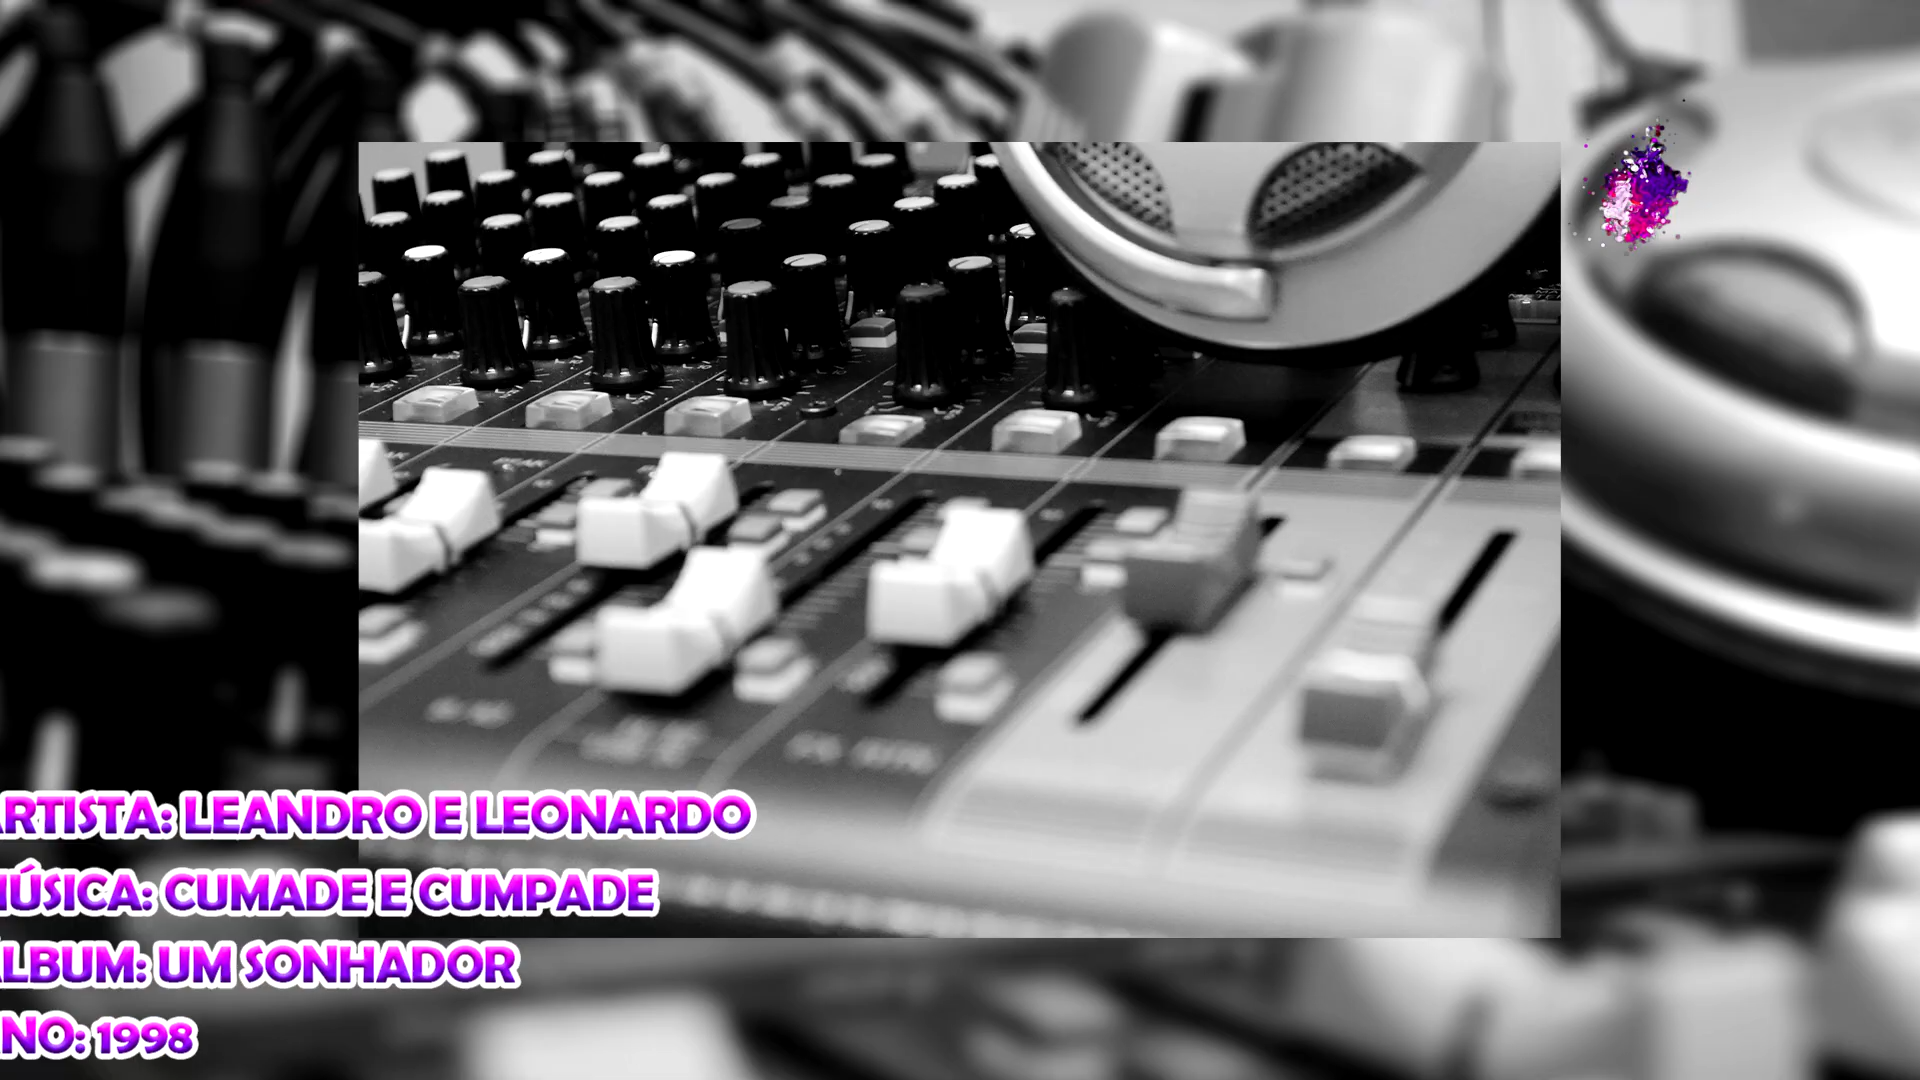 ARTISTA: LEANDRO E LEONARDO
MÚSICA: CUMADE E CUMPADE
ÁLBUM: UM SONHADOR
ANO: 1998